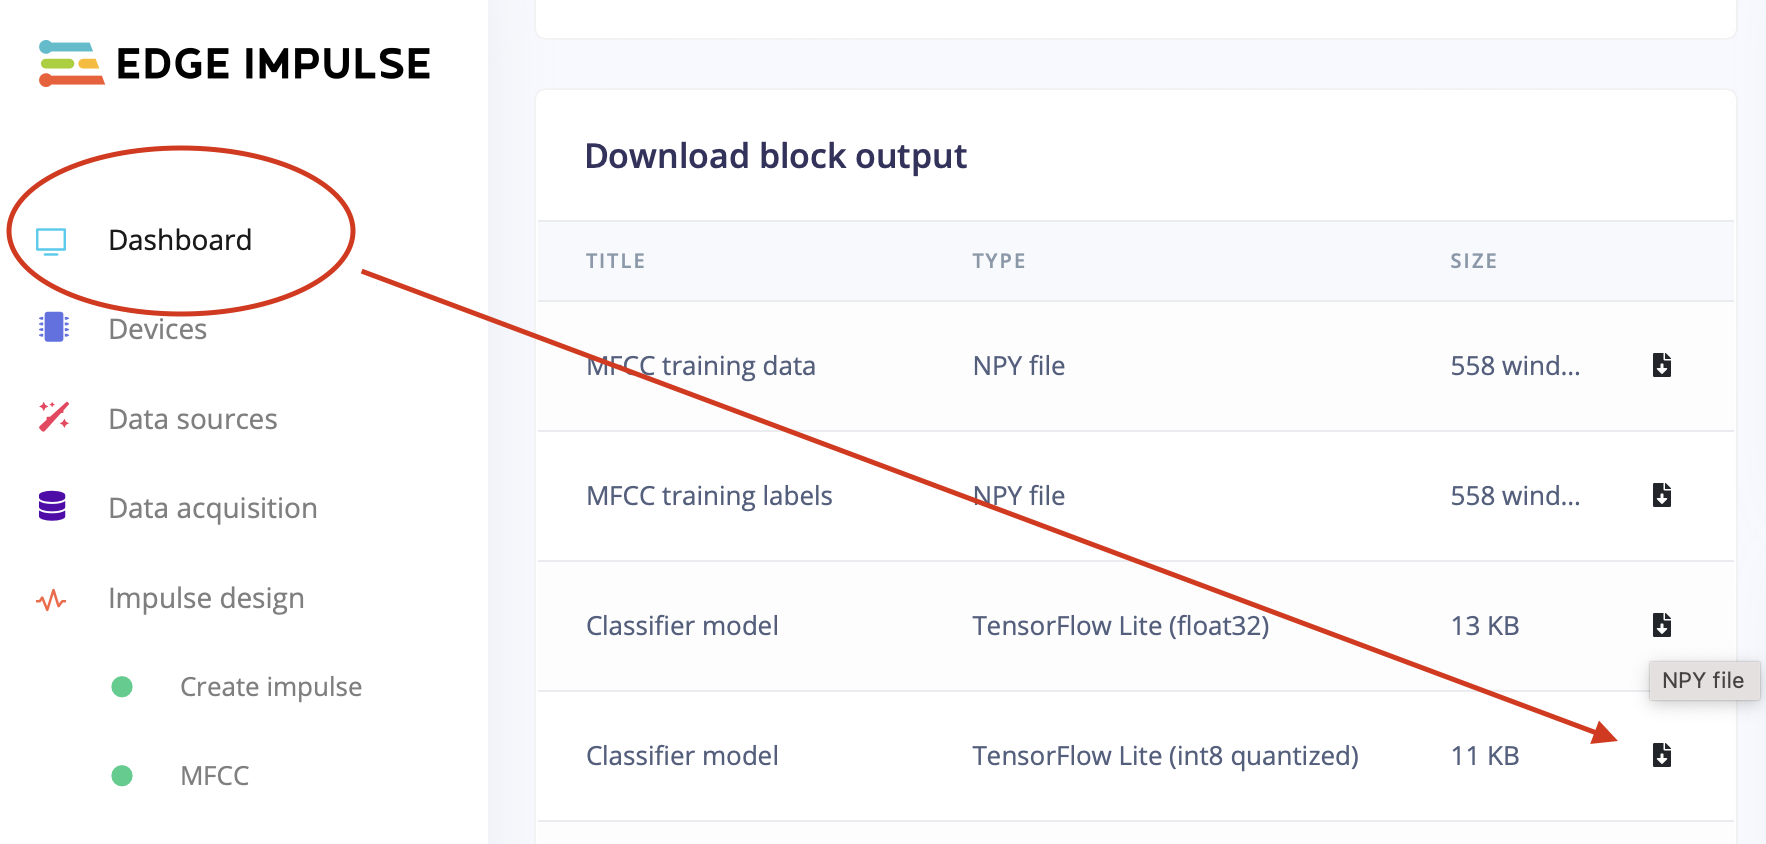 EDGE IMPULSE
Dashboard
Devices
Data sources
Data acquisition
Impulse design
Create impulse
MFCC
Download block output
TITLE TYPE SIZE
MFCC training data NPY file 558 wind...
MFCC training labels NPY file 558 wind...
Classifier model TensorFlow Lite (float32) 13 KB
NPY file
Classifier model TensorFlow Lite (int8 quantized) 11 KB